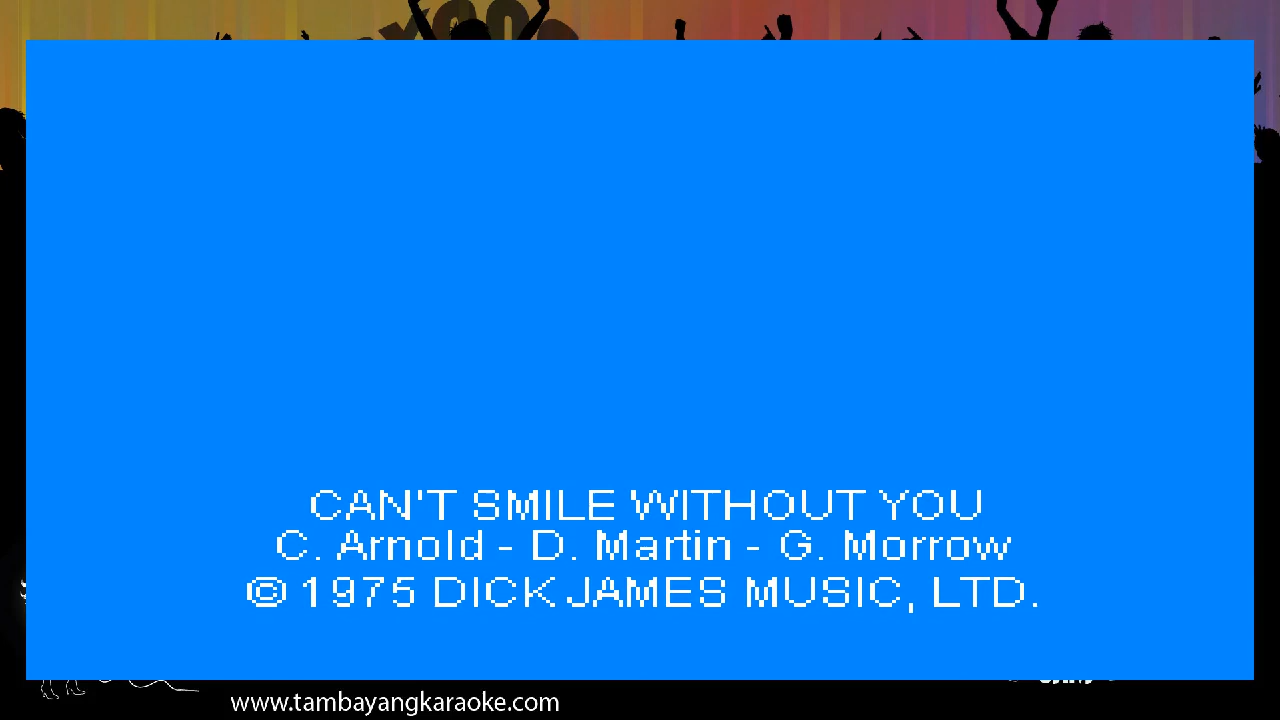 CAN'T SMILE WITHOUT YOU
C. Arnold - D. Martin - G. Morrow
© 1975 DICK JAMES MUSIC, LTD.
www.tambayangkaraoke.com